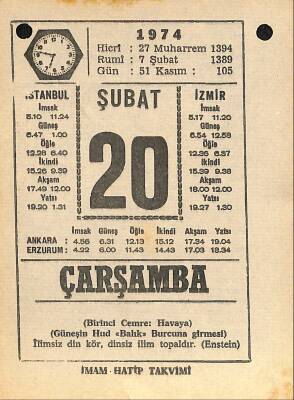 1974
Hicrî : 27 Muharrem 1394
Rumî : 7 Şubat 1389
Gün : 51 Kasım : 105
İSTANBUL
İmsak
5.10 11.24
Güneş
6.47 1.00
Öğle
12.28 6.40
İkindi
15.26 9.39
Akşam
17.49 12.00
Yatsı
19.20 1.31
ŞUBAT
20
İZMİR
İmsak
5.17 11.20
Güneş
6.54 12.58
Öğle
12.36 6.37
İkindi
15.39 9.38
Akşam
18.00 12.00
Yatsı
19.27 1.30
İmsak Güneş Öğle İkindi Akşam Yatsı
ANKARA : 4.56 6.31 12.13 15.12 17.34 19.04
ERZURUM : 4.22 6.00 11.43 14.43 17.03 18.34
ÇARŞAMBA
(Birinci Cemre: Havaya)
(Güneşin Hud «Balık» Burcuna girmesi)
İlimsiz din kör, dinsiz ilim topaldır. (Enstein)
İMAM-HATİP TAKVİMİ